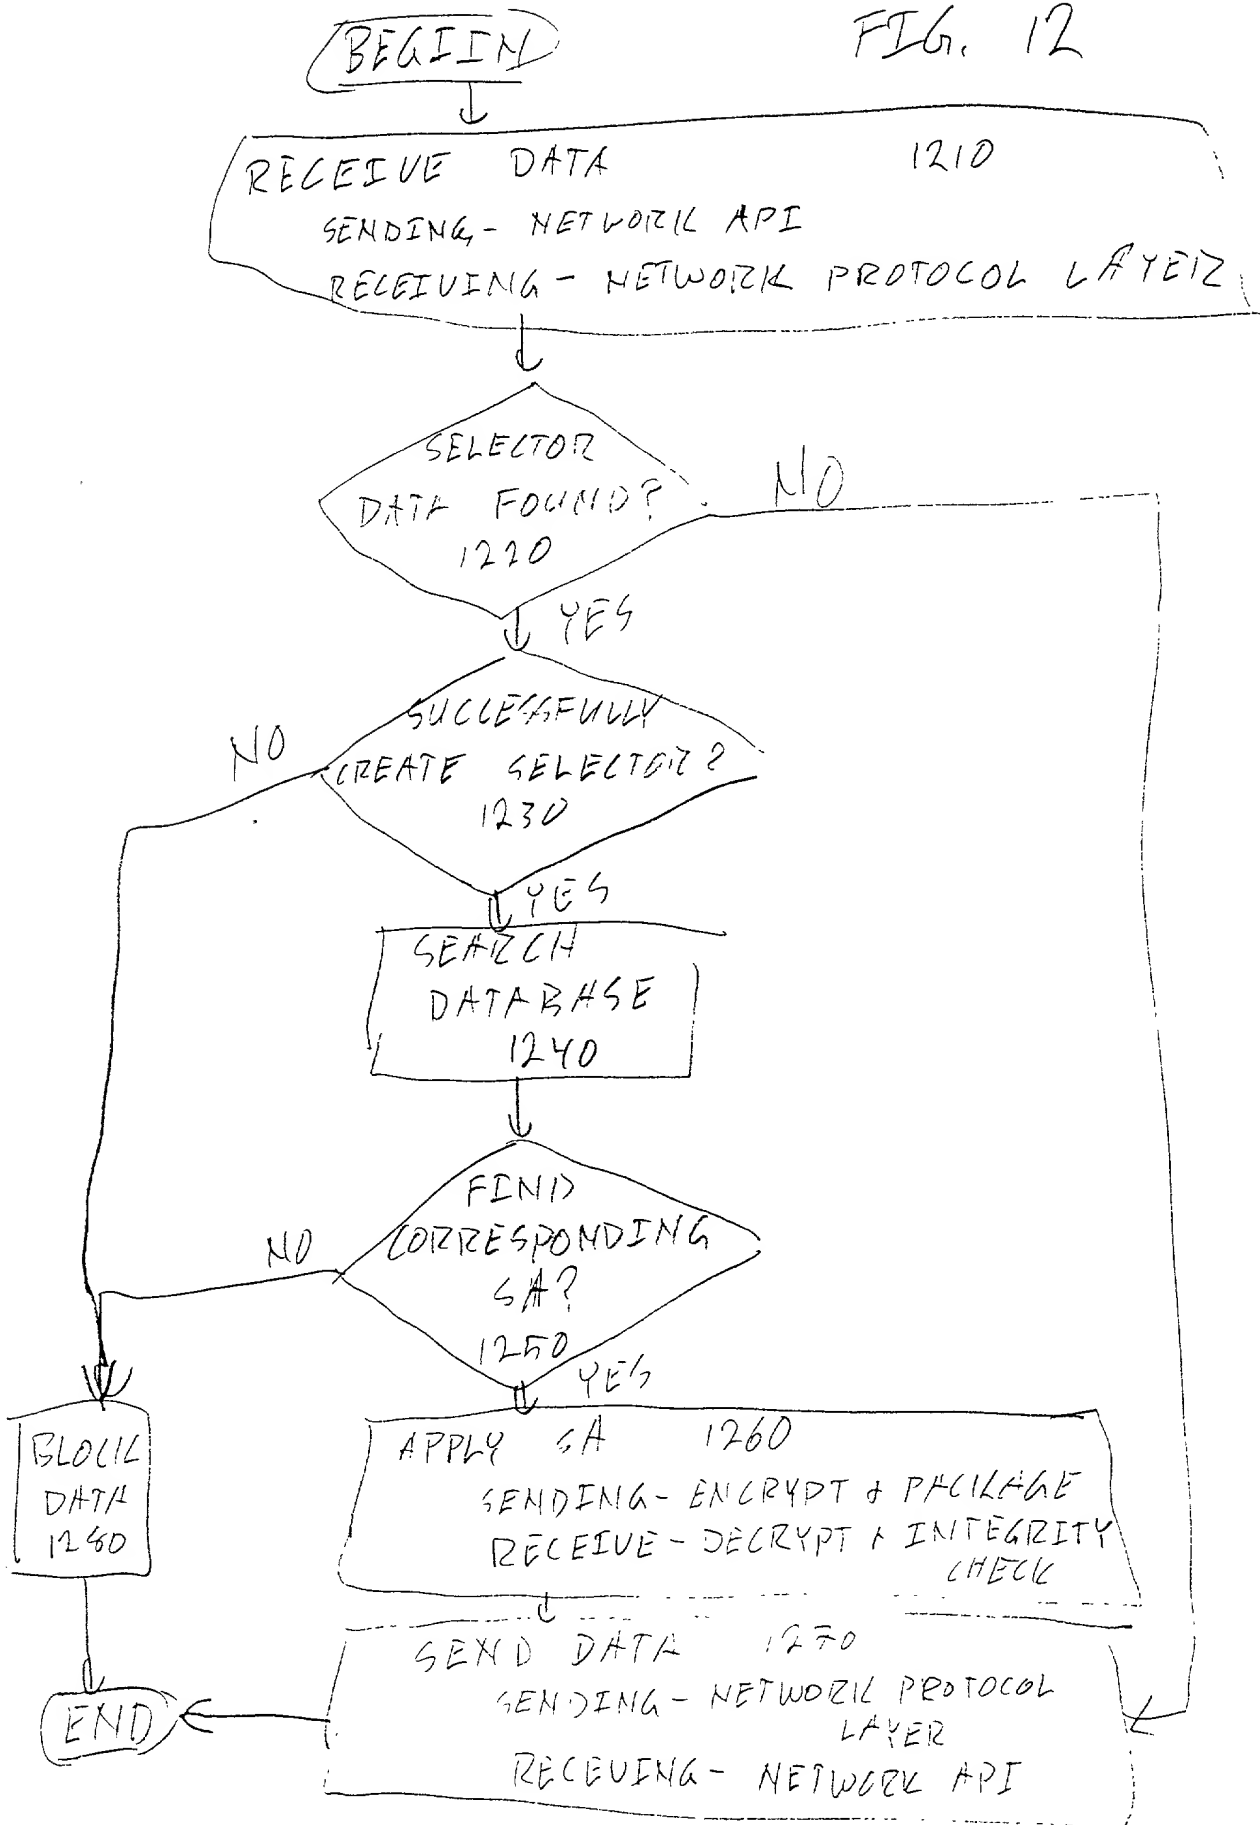 BEGIIN
FIG. 12
RECEIVE DATA 1210
SENDING - NETWORK API
RECEIVING - NETWORK PROTOCOL LAYER
SELECTOR
DATA FOUND?
1220
NO
YES
SUCCESSFULLY
CREATE SELECTOR?
1230
NO
YES
SEARCH
DATABASE
1240
FIND
CORRESPONDING
SA?
1250
NO
YES
BLOCK
DATA
1280
APPLY SA 1260
SENDING - ENCRYPT & PACKAGE
RECEIVE - DECRYPT & INTEGRITY
CHECK
SEND DATA 1270
SENDING - NETWORK PROTOCOL
LAYER
RECEVING - NETWORK API
END